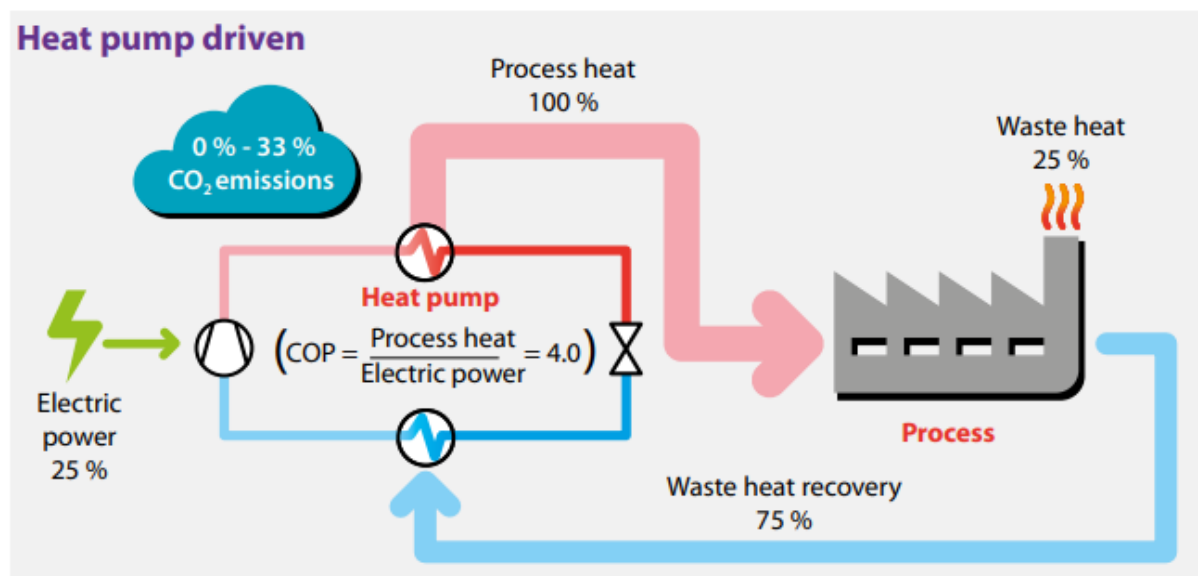 Heat pump driven
Process heat
100 %
0 % - 33 %
CO₂ emissions
Waste heat
25 %
Heat pump
(COP = Process heat / Electric power = 4.0)
Electric
power
25 %
Process
Waste heat recovery
75 %